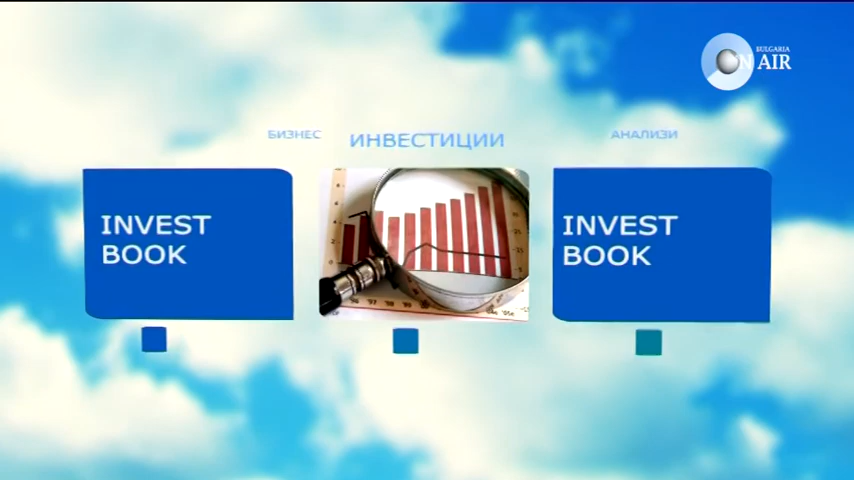 BULGARIA
ON AIR
БИЗНЕС
ИНВЕСТИЦИИ
АНАЛИЗИ
INVEST
BOOK
INVEST
BOOK